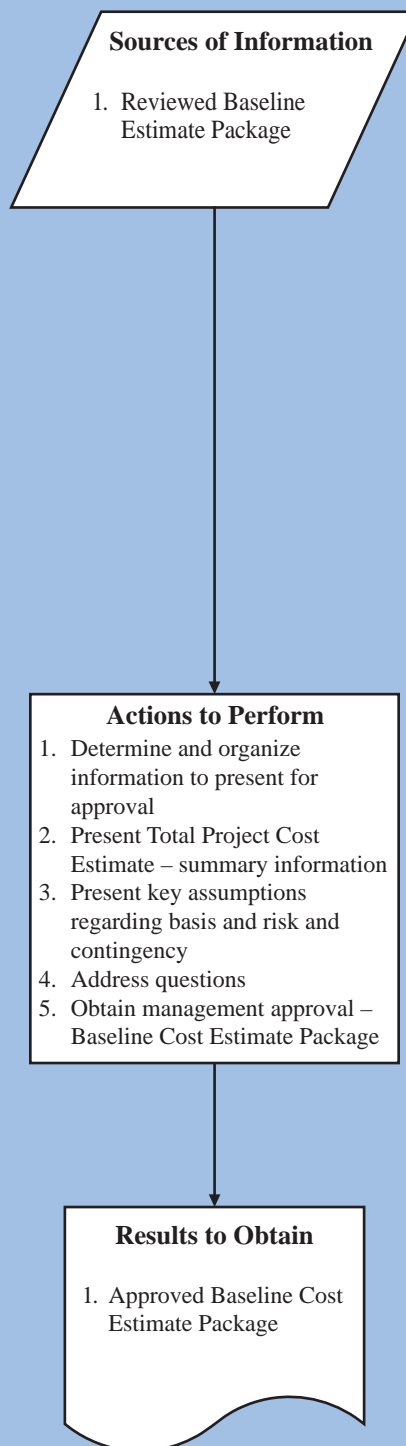 Sources of Information
1. Reviewed Baseline
Estimate Package
Actions to Perform
1. Determine and organize
information to present for
approval
2. Present Total Project Cost
Estimate – summary information
3. Present key assumptions
regarding basis and risk and
contingency
4. Address questions
5. Obtain management approval –
Baseline Cost Estimate Package
Results to Obtain
1. Approved Baseline Cost
Estimate Package